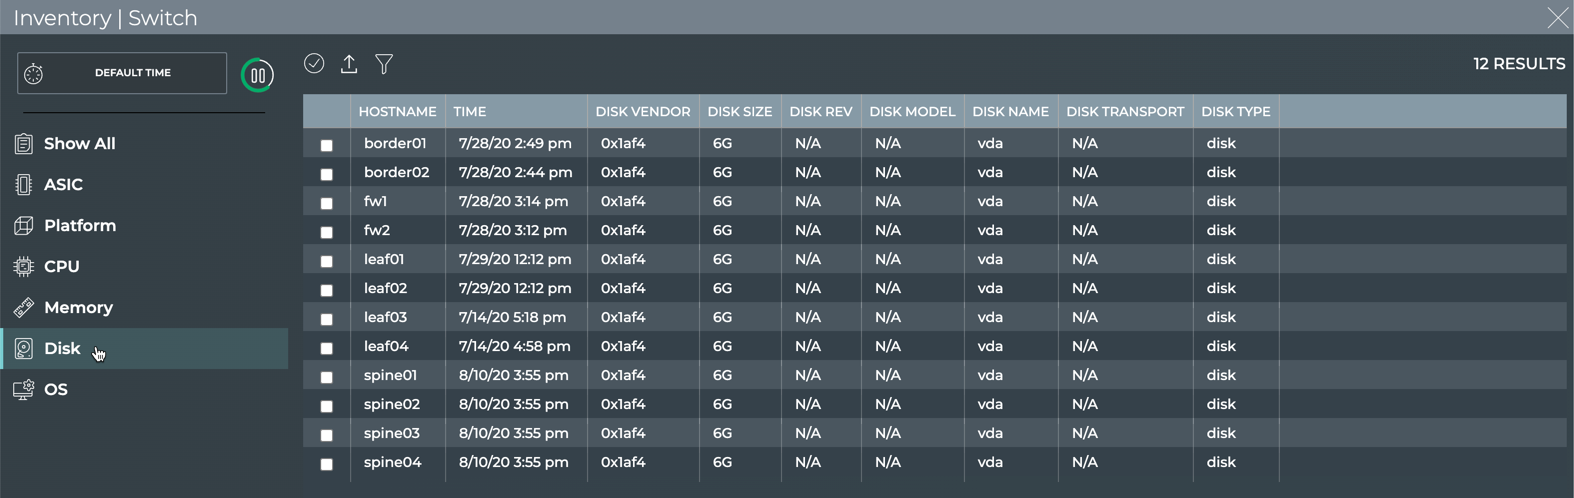 Inventory | Switch
DEFAULT TIME
12 RESULTS
Show All
ASIC
Platform
CPU
Memory
Disk
OS
HOSTNAME TIME DISK VENDOR DISK SIZE DISK REV DISK MODEL DISK NAME DISK TRANSPORT DISK TYPE
border01 7/28/20 2:49 pm 0x1af4 6G N/A N/A vda N/A disk
border02 7/28/20 2:44 pm 0x1af4 6G N/A N/A vda N/A disk
fw1 7/28/20 3:14 pm 0x1af4 6G N/A N/A vda N/A disk
fw2 7/28/20 3:12 pm 0x1af4 6G N/A N/A vda N/A disk
leaf01 7/29/20 12:12 pm 0x1af4 6G N/A N/A vda N/A disk
leaf02 7/29/20 12:12 pm 0x1af4 6G N/A N/A vda N/A disk
leaf03 7/14/20 5:18 pm 0x1af4 6G N/A N/A vda N/A disk
leaf04 7/14/20 4:58 pm 0x1af4 6G N/A N/A vda N/A disk
spine01 8/10/20 3:55 pm 0x1af4 6G N/A N/A vda N/A disk
spine02 8/10/20 3:55 pm 0x1af4 6G N/A N/A vda N/A disk
spine03 8/10/20 3:55 pm 0x1af4 6G N/A N/A vda N/A disk
spine04 8/10/20 3:55 pm 0x1af4 6G N/A N/A vda N/A disk